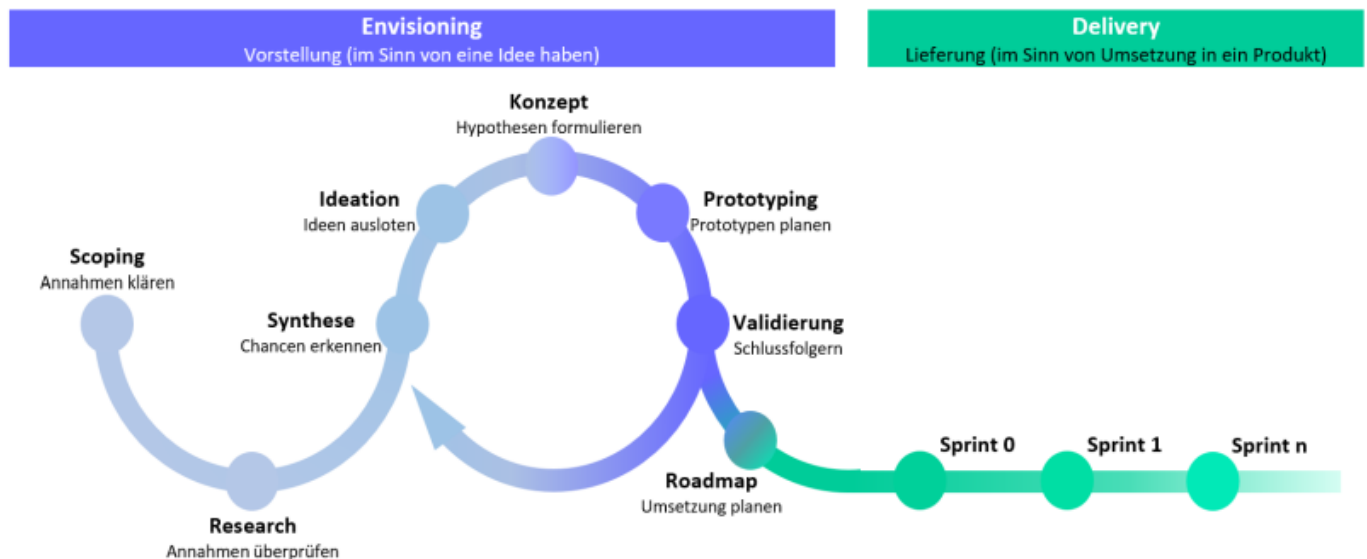 Envisioning
Vorstellung (im Sinn von eine Idee haben)
Delivery
Lieferung (im Sinn von Umsetzung in ein Produkt)
Konzept
Hypothesen formulieren
Ideation
Ideen ausloten
Prototyping
Prototypen planen
Scoping
Annahmen klären
Synthese
Chancen erkennen
Validierung
Schlussfolgern
Sprint 0
Sprint 1
Sprint n
Roadmap
Umsetzung planen
Research
Annahmen überprüfen